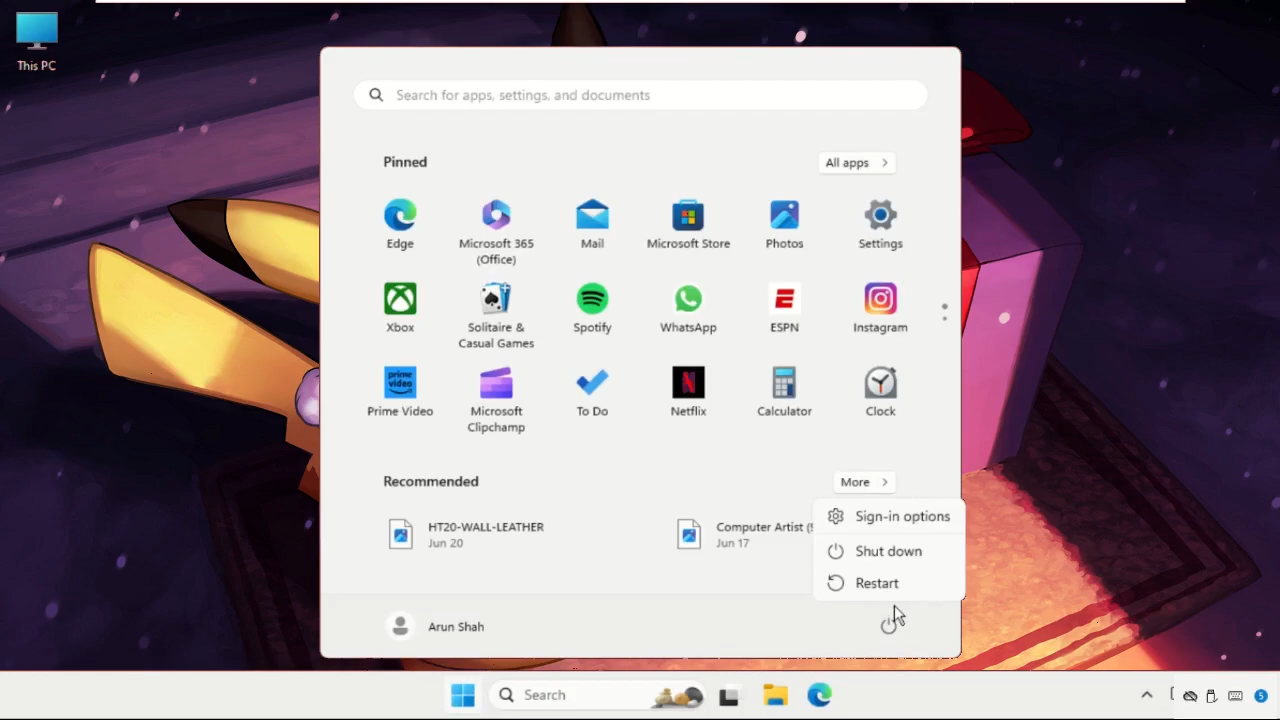 This PC
Search for apps, settings, and documents
Pinned
All apps
Edge
Microsoft 365
(Office)
Mail
Microsoft Store
Photos
Settings
Xbox
Solitaire &
Casual Games
Spotify
WhatsApp
ESPN
Instagram
prime
video
Prime Video
Microsoft
Clipchamp
To Do
Netflix
Calculator
Clock
Recommended
More
HT20-WALL-LEATHER
Jun 20
Computer Artist (
Jun 17
Sign-in options
Shut down
Restart
Arun Shah
Search
5